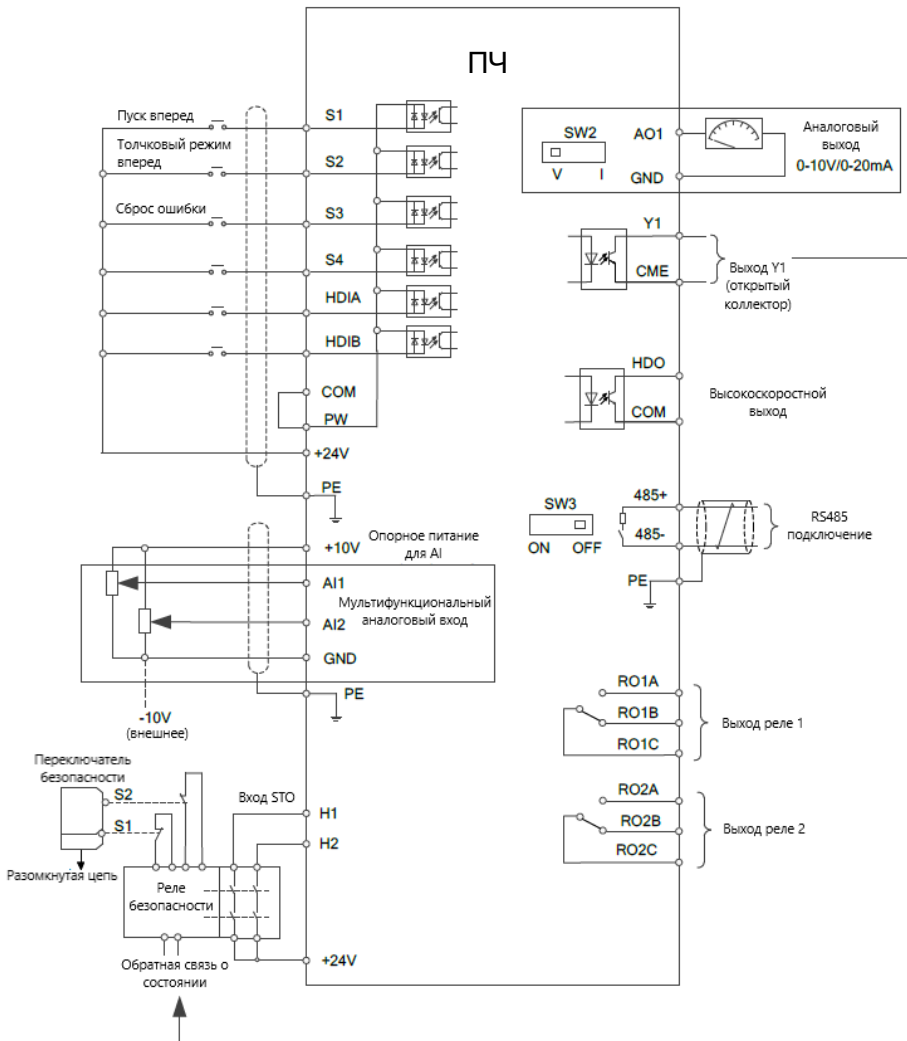 ПЧ
Пуск вперед
S1
Толчковый режим
вперед
S2
Сброс ошибки
S3
S4
HDIA
HDIB
COM
PW
+24V
PE
SW2
V I
AO1
GND
Аналоговый
выход
0-10V/0-20mA
Y1
CME
Выход Y1
(открытый
коллектор)
HDO
COM
Высокоскоростной
выход
SW3
ON OFF
485+
485-
PE
RS485
подключение
+10V
Опорное питание
для AI
AI1
Мультифункциональный
аналоговый вход
AI2
GND
PE
-10V
(внешнее)
RO1A
RO1B
RO1C
Выход реле 1
RO2A
RO2B
RO2C
Выход реле 2
Переключатель
безопасности
S2
S1
Разомкнутая цепь
Вход STO
H1
H2
Реле
безопасности
+24V
Обратная связь о
состоянии